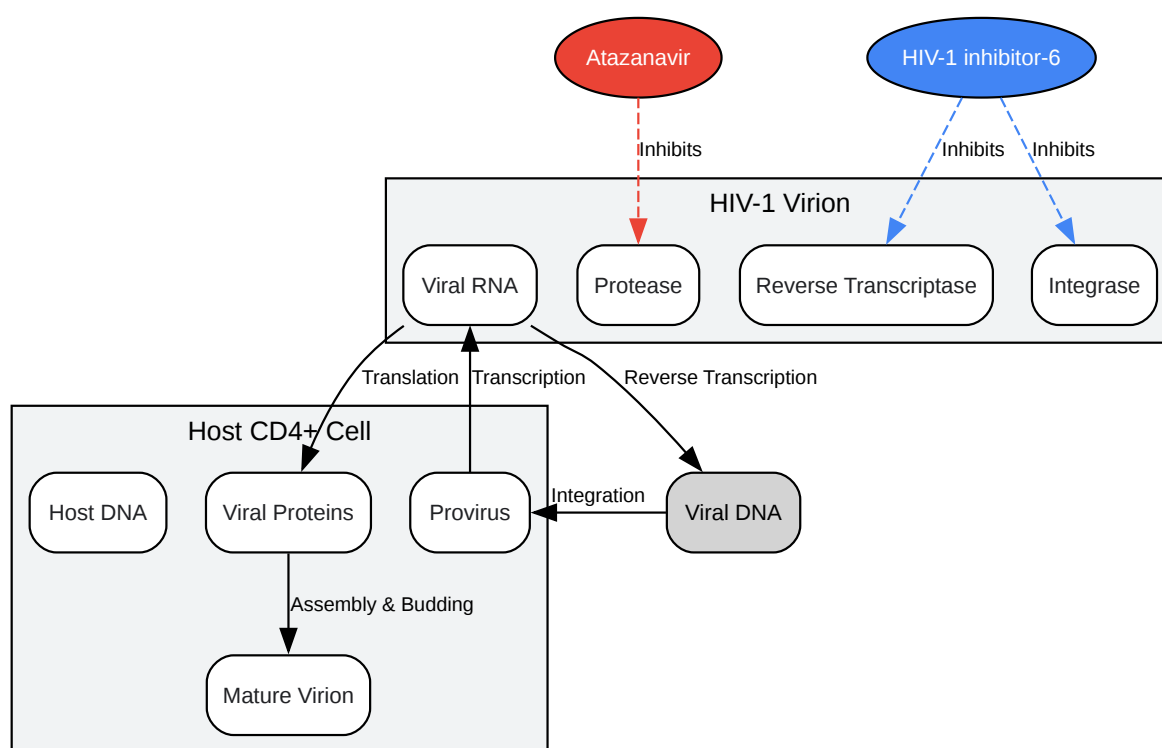 Atazanavir
HIV-1 inhibitor-6
Inhibits
Inhibits
Inhibits
HIV-1 Virion
Viral RNA
Protease
Reverse Transcriptase
Integrase
Translation
Transcription
Reverse Transcription
Host CD4+ Cell
Host DNA
Viral Proteins
Provirus
Integration
Viral DNA
Assembly & Budding
Mature Virion